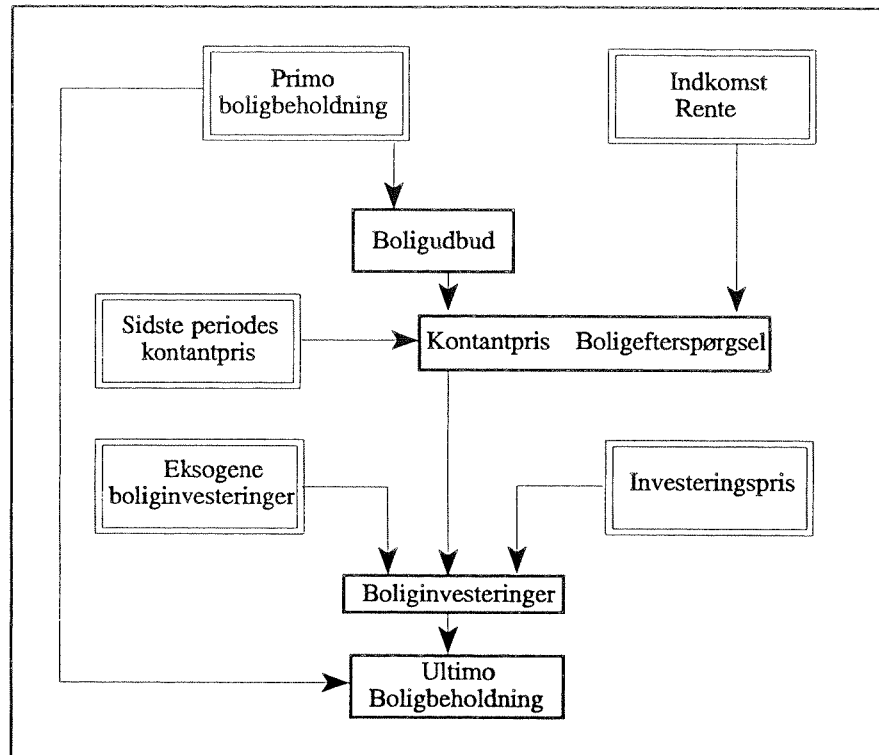 Primo
boligbeholdning
Indkomst
Rente
Boligudbud
Sidste periodes
kontantpris
Kontantpris Boligefterspørgsel
Eksogene
boliginvesteringer
Investeringspris
Boliginvesteringer
Ultimo
Boligbeholdning